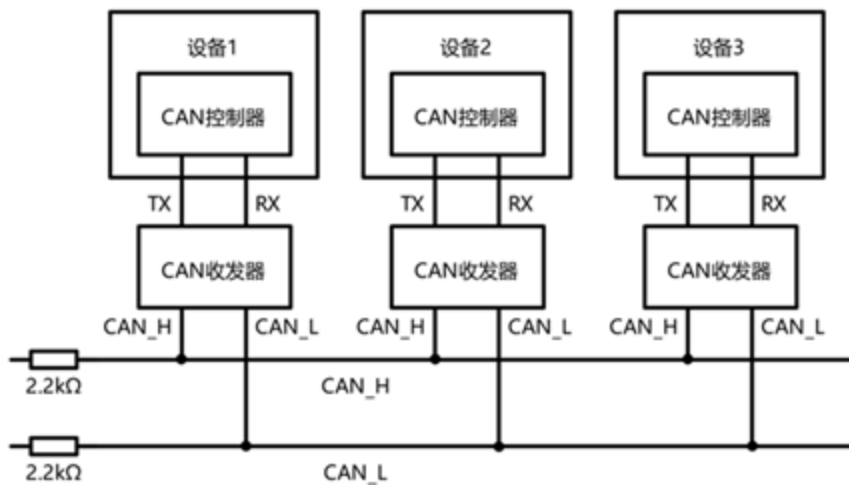 设备1 设备2 设备3
CAN控制器 CAN控制器 CAN控制器
TX RX TX RX TX RX
CAN收发器 CAN收发器 CAN收发器
CAN_H CAN_L CAN_H CAN_L CAN_H CAN_L
2.2kΩ CAN_H
2.2kΩ CAN_L